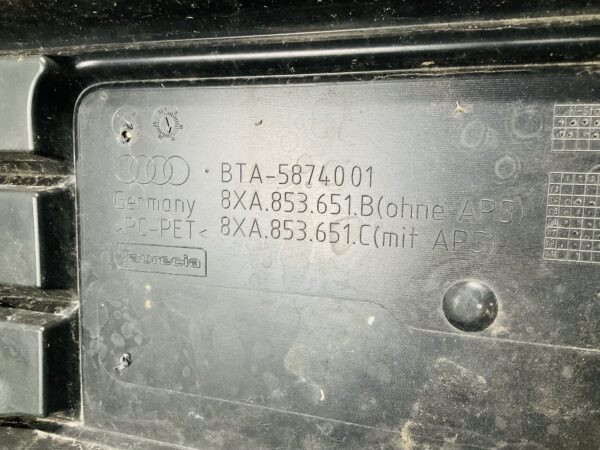 BTA-5874001
Germany 8XA.853.651.B(ohne APS)
>PC-PET< 8XA.853.651.C(mit APS)
faurecia